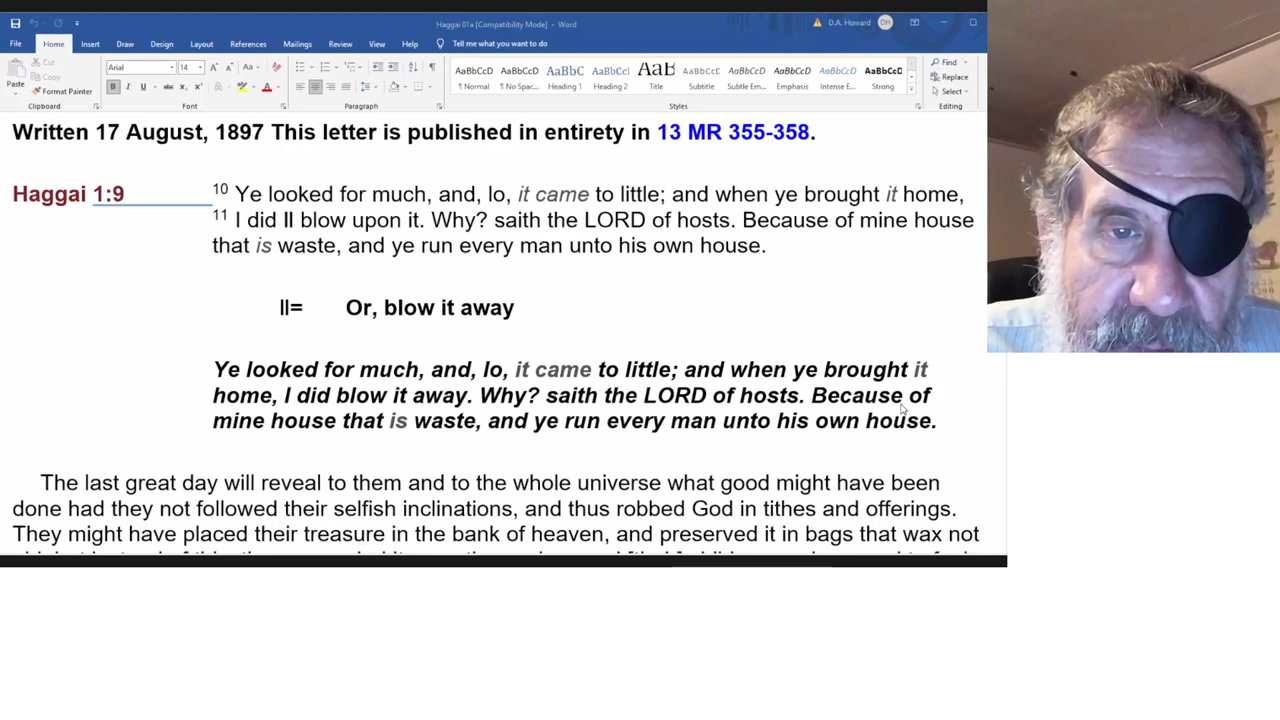 Haggai 01a [Compatibility Mode] - Word
D.A. Howard DH
File Home Insert Draw Design Layout References Mailings Review View Help Tell me what you want to do
Cut
Copy
Format Painter
Paste
Arial 14
AaBbCcD AaBbCcD AaBbC AaBbCcI AaB AaBbCcD AaBbCcD AaBbCcD AaBbCcD AaBbCcD
¶ Normal ¶ No Spac... Heading 1 Heading 2 Title Subtitle Subtle Em... Emphasis Intense E... Strong
Find
Replace
Select
Clipboard Font Paragraph Styles Editing
Written 17 August, 1897 This letter is published in entirety in 13 MR 355-358.
Haggai 1:9 10 Ye looked for much, and, lo, it came to little; and when ye brought it home,
11 I did ll blow upon it. Why? saith the LORD of hosts. Because of mine house
that is waste, and ye run every man unto his own house.
ll= Or, blow it away
Ye looked for much, and, lo, it came to little; and when ye brought it
home, I did blow it away. Why? saith the LORD of hosts. Because of
mine house that is waste, and ye run every man unto his own house.
The last great day will reveal to them and to the whole universe what good might have been
done had they not followed their selfish inclinations, and thus robbed God in tithes and offerings.
They might have placed their treasure in the bank of heaven, and preserved it in bags that wax not